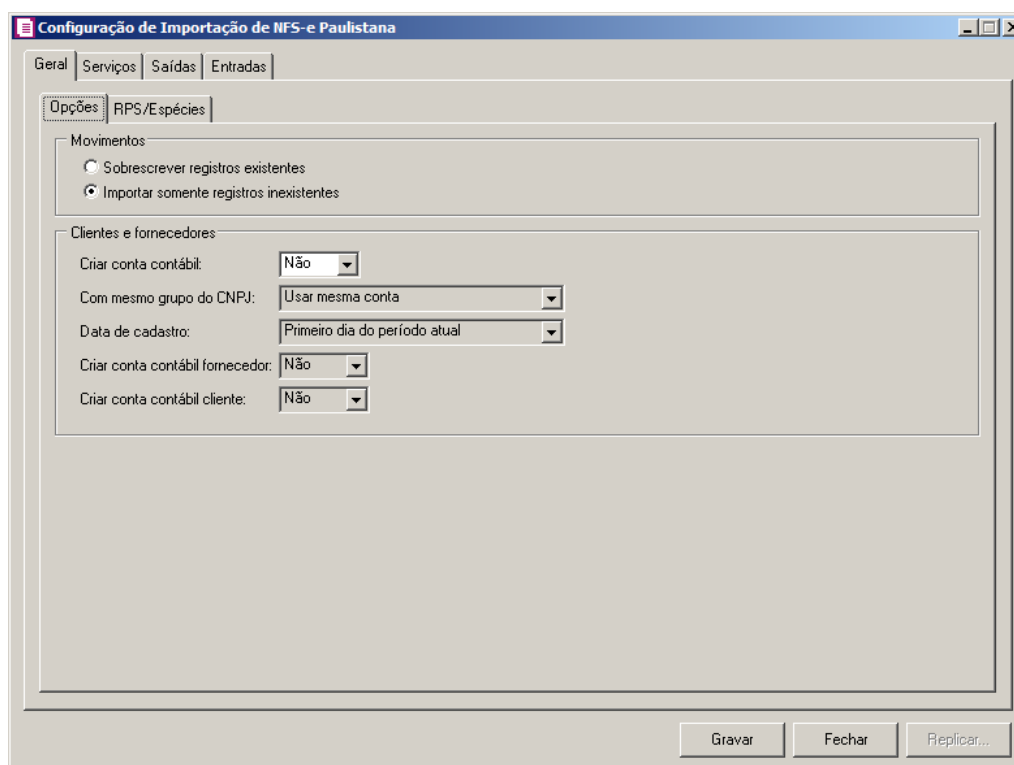 Configuração de Importação de NFS-e Paulistana
Geral Serviços Saídas Entradas
Opções RPS/Espécies
Movimentos
Sobrescrever registros existentes
Importar somente registros inexistentes
Clientes e fornecedores
Criar conta contábil: Não
Com mesmo grupo do CNPJ: Usar mesma conta
Data de cadastro: Primeiro dia do período atual
Criar conta contábil fornecedor: Não
Criar conta contábil cliente: Não
Gravar Fechar Replicar...